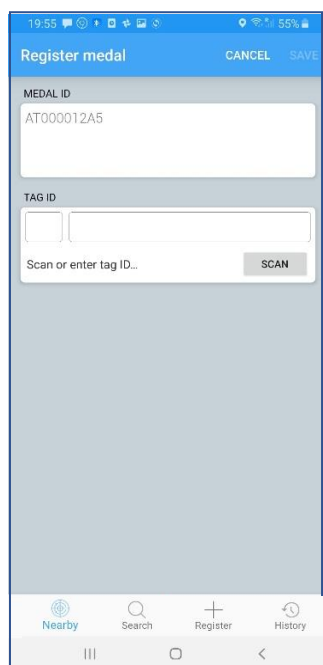 19:55 55%
Register medal CANCEL SAVE
MEDAL ID
AT000012A5
TAG ID
Scan or enter tag ID... SCAN
Nearby Search Register History